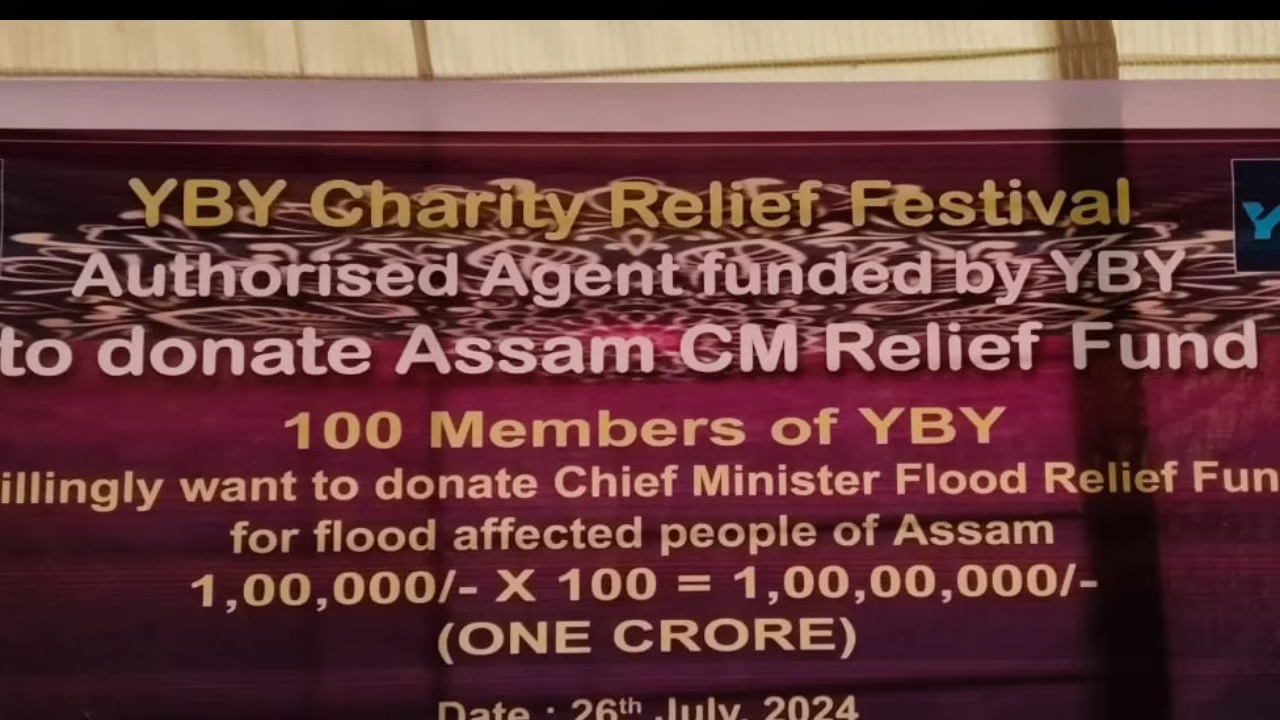 YBY Charity Relief Festival
Authorised Agent funded by YBY
to donate Assam CM Relief Fund
100 Members of YBY
illingly want to donate Chief Minister Flood Relief Fun
for flood affected people of Assam
1,00,000/- X 100 = 1,00,00,000/-
(ONE CRORE)
Date : 26th July, 2024